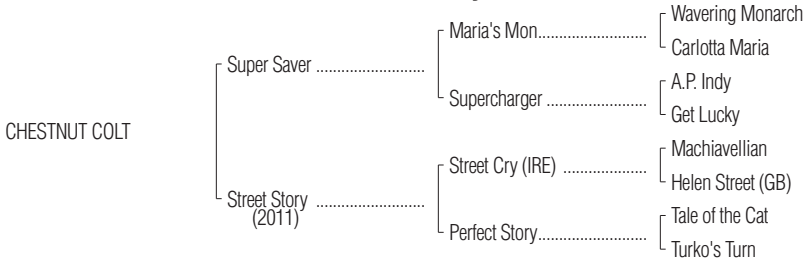 Wavering Monarch
Maria's Mon..........................
Carlotta Maria
Super Saver ..........................
A.P. Indy
Supercharger ........................
Get Lucky
CHESTNUT COLT
Machiavellian
Street Cry (IRE) ....................
Helen Street (GB)
Street Story ..........................
(2011)
Tale of the Cat
Perfect Story..........................
Turko's Turn